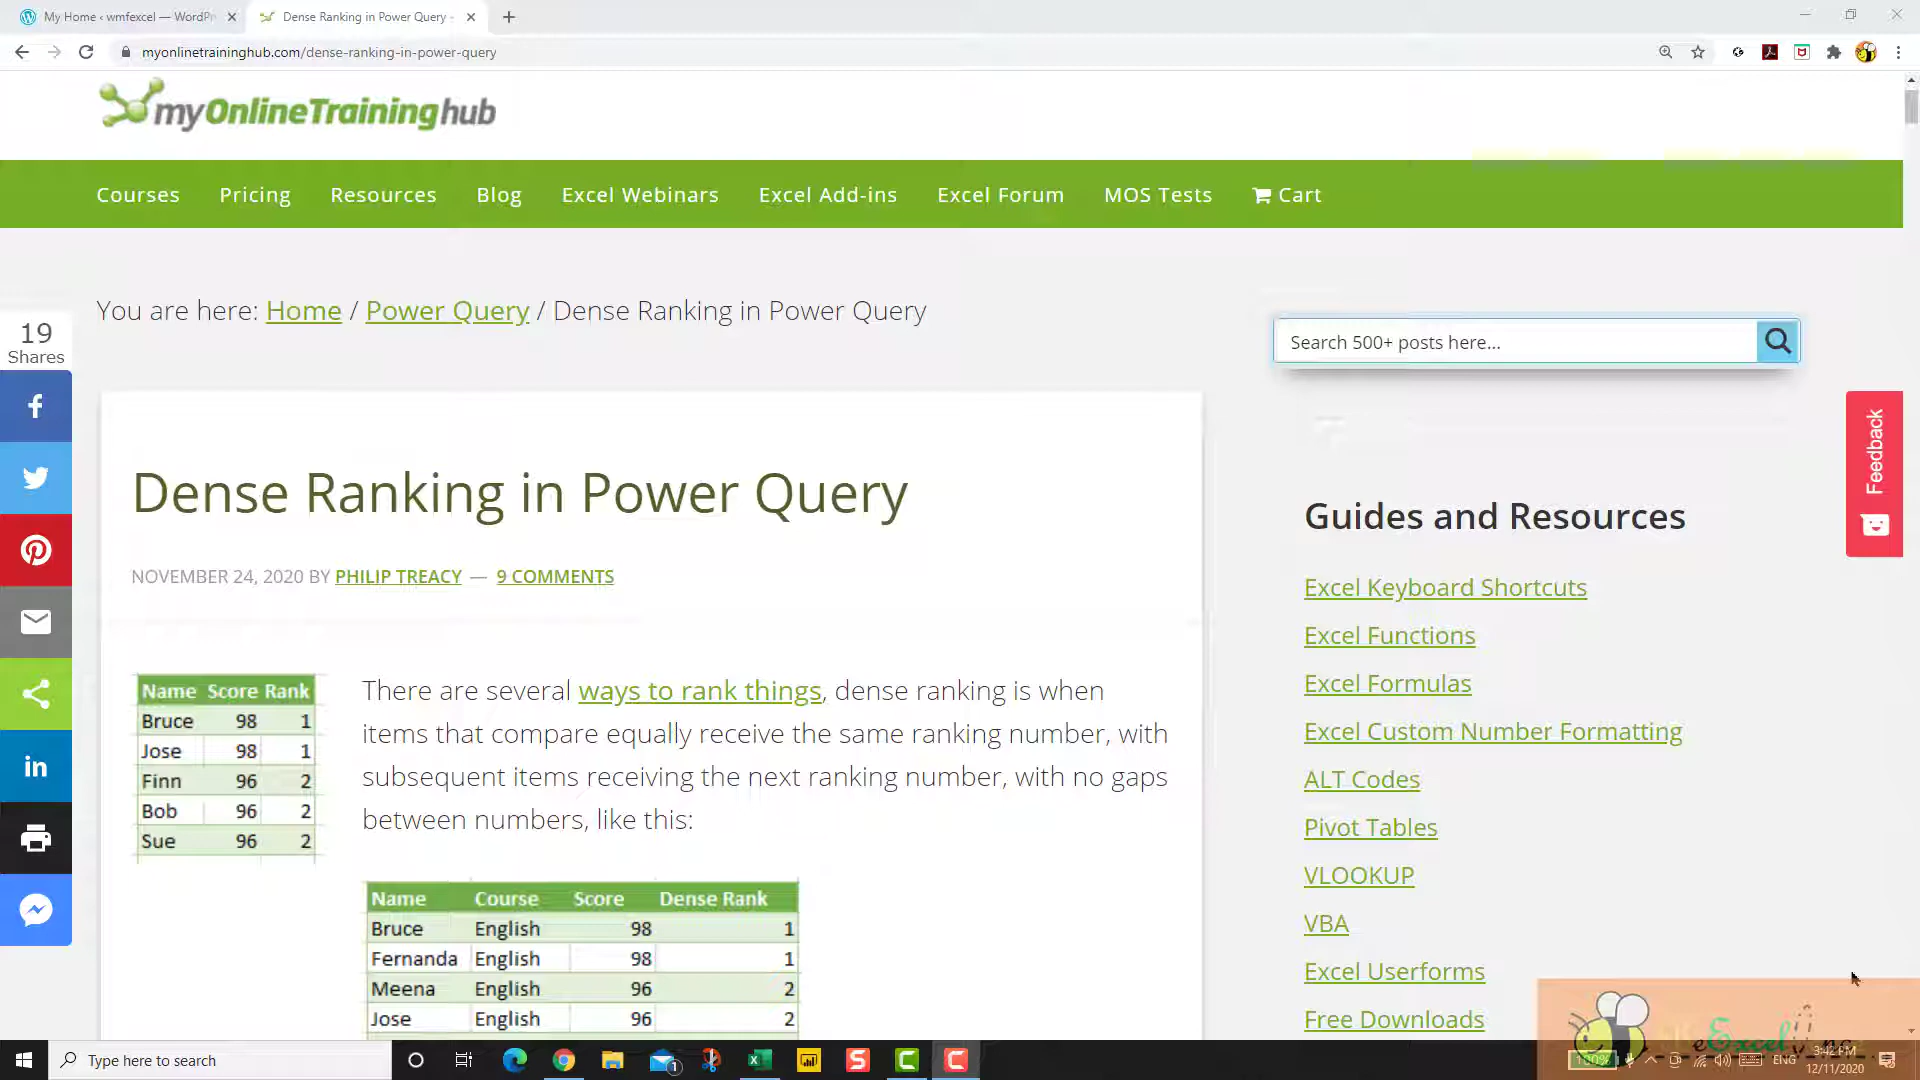 My Home ‹ wmfexcel — WordPr
Dense Ranking in Power Query -
myonlinetraininghub.com/dense-ranking-in-power-query
myOnlineTraininghub
Courses Pricing Resources Blog Excel Webinars Excel Add-ins Excel Forum MOS Tests Cart
You are here: Home / Power Query / Dense Ranking in Power Query
Search 500+ posts here...
19
Shares
Feedback
Dense Ranking in Power Query
NOVEMBER 24, 2020 BY PHILIP TREACY — 9 COMMENTS
Name Score Rank
Bruce 98 1
Jose 98 1
Finn 96 2
Bob 96 2
Sue 96 2
There are several ways to rank things, dense ranking is when
items that compare equally receive the same ranking number, with
subsequent items receiving the next ranking number, with no gaps
between numbers, like this:
Name Course Score Dense Rank
Bruce English 98 1
Fernanda English 98 1
Meena English 96 2
Jose English 96 2
Guides and Resources
Excel Keyboard Shortcuts
Excel Functions
Excel Formulas
Excel Custom Number Formatting
ALT Codes
Pivot Tables
VLOOKUP
VBA
Excel Userforms
Free Downloads
Type here to search
1
100%
ENG
3:42 PM
12/11/2020